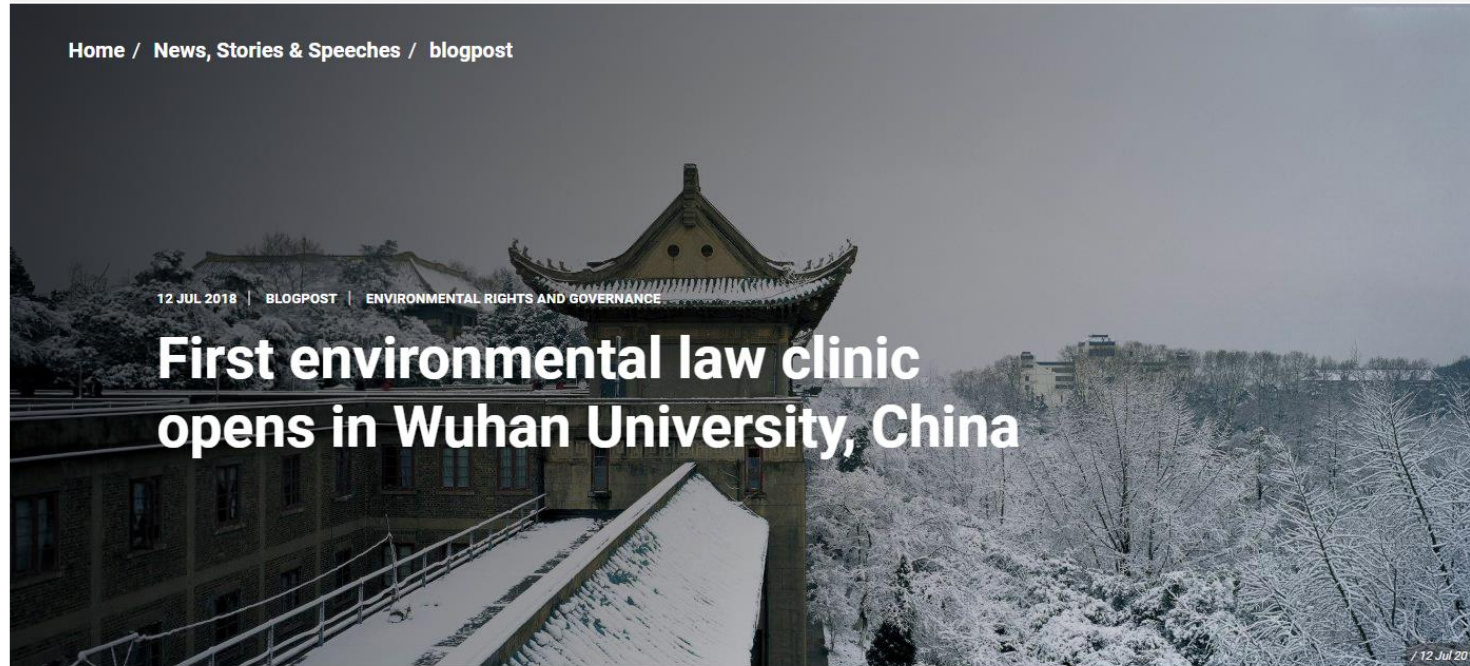 Home / News, Stories & Speeches / blogpost
12 JUL 2018 | BLOGPOST | ENVIRONMENTAL RIGHTS AND GOVERNANCE
First environmental law clinic
opens in Wuhan University, China
/ 12 Jul 20